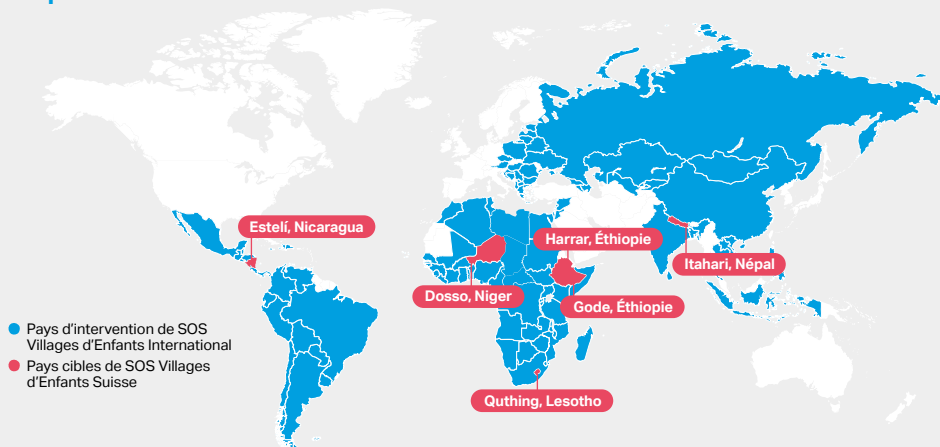 Estelí, Nicaragua
Harrar, Éthiopie
Itahari, Népal
Dosso, Niger
Gode, Éthiopie
Quthing, Lesotho
Pays d'intervention de SOS
Villages d'Enfants International
Pays cibles de SOS Villages
d'Enfants Suisse